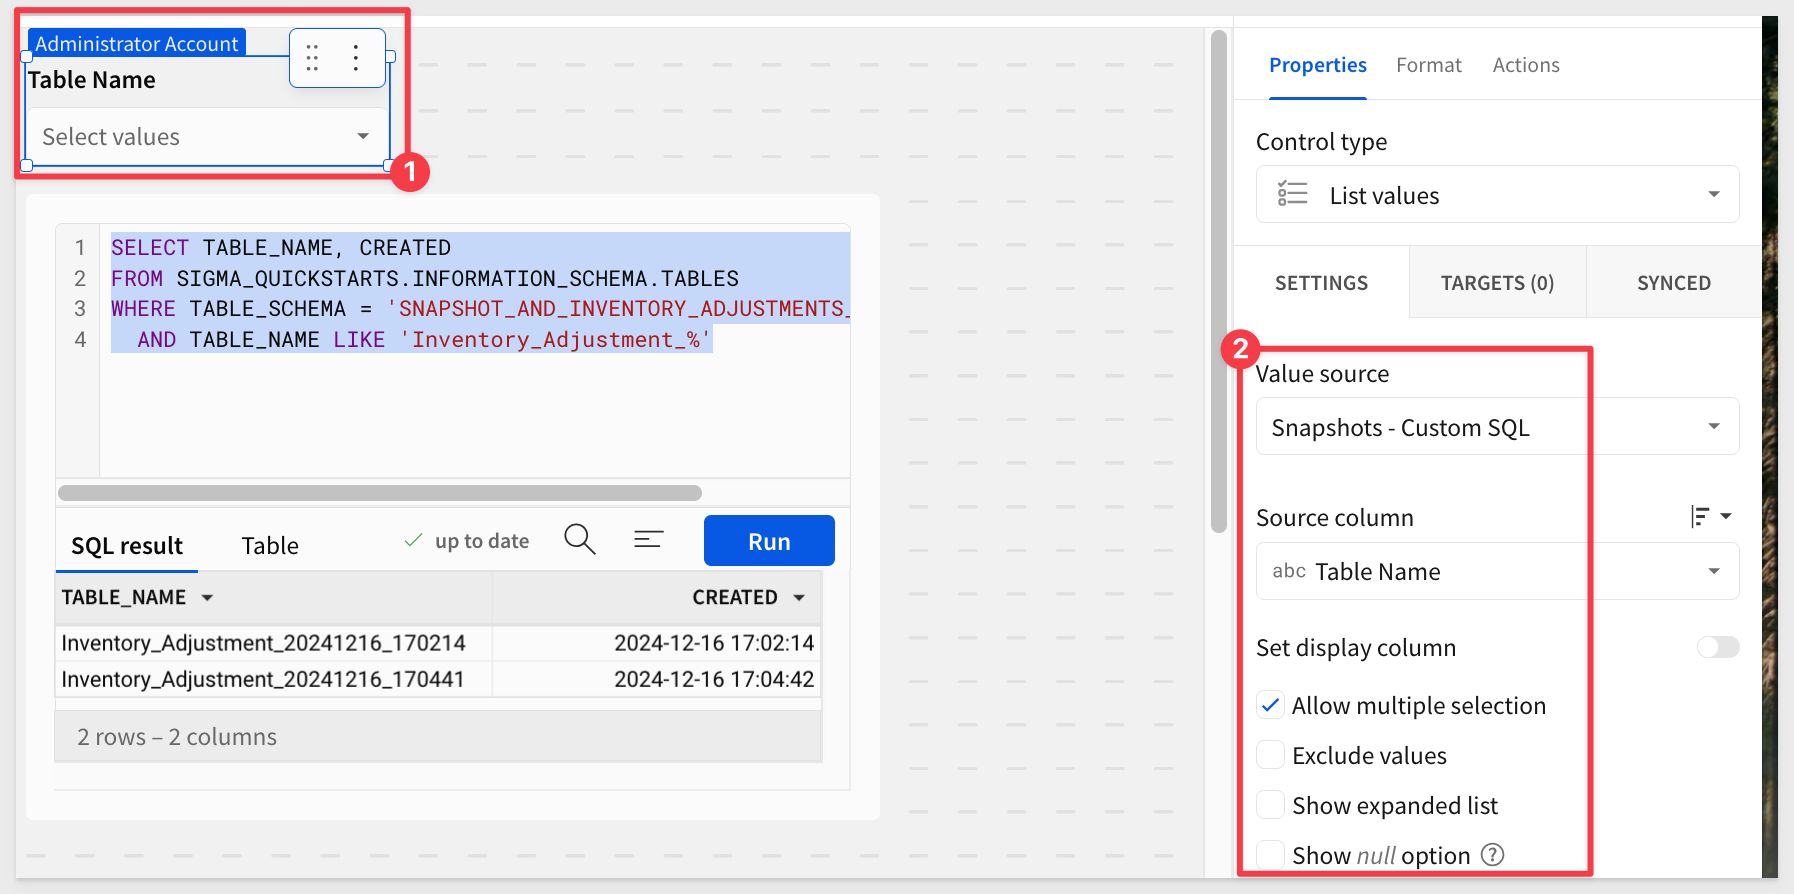 Administrator Account
Table Name
Select values
1
1 SELECT TABLE_NAME, CREATED
2 FROM SIGMA_QUICKSTARTS.INFORMATION_SCHEMA.TABLES
3 WHERE TABLE_SCHEMA = 'SNAPSHOT_AND_INVENTORY_ADJUSTMENTS_
4 AND TABLE_NAME LIKE 'Inventory_Adjustment_%'
SQL result Table up to date Run
TABLE_NAME CREATED
Inventory_Adjustment_20241216_170214 2024-12-16 17:02:14
Inventory_Adjustment_20241216_170441 2024-12-16 17:04:42
2 rows – 2 columns
Properties Format Actions
Control type
List values
SETTINGS TARGETS (0) SYNCED
2
Value source
Snapshots - Custom SQL
Source column
abc Table Name
Set display column
Allow multiple selection
Exclude values
Show expanded list
Show null option ?